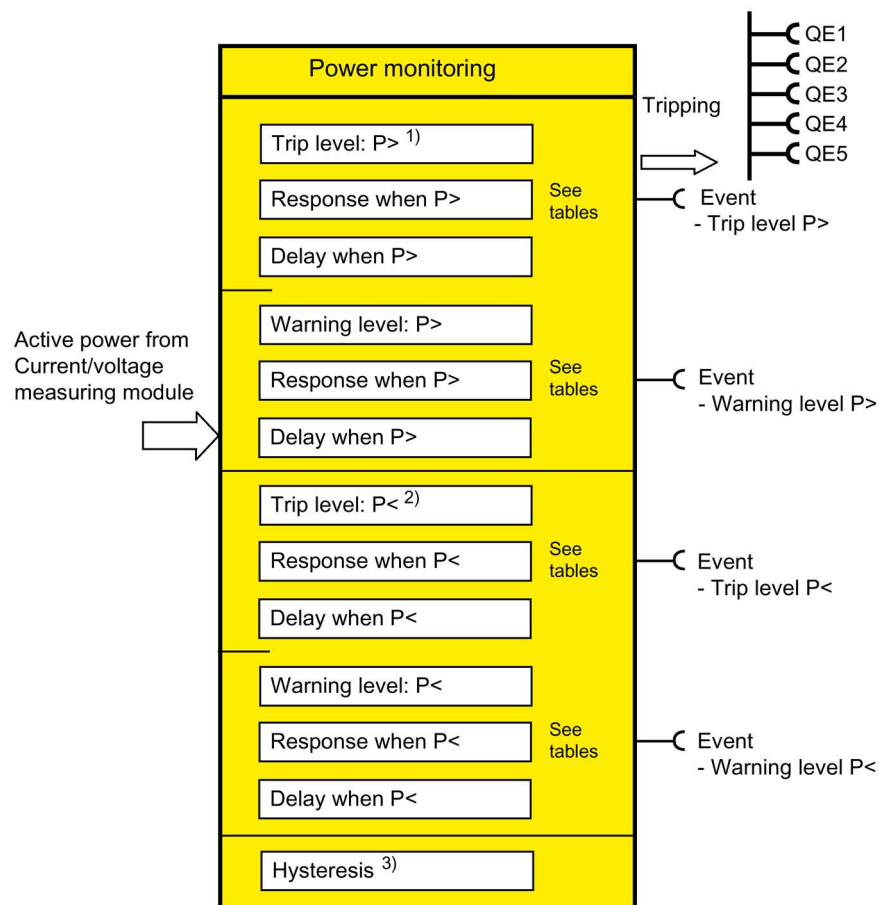 Power monitoring
Tripping
QE1
QE2
QE3
QE4
QE5
Trip level: P> 1)
Response when P>
See
tables
Delay when P>
Event
- Trip level P>
Warning level: P>
Response when P>
See
tables
Delay when P>
Event
- Warning level P>
Active power from
Current/voltage
measuring module
Trip level: P< 2)
Response when P<
See
tables
Delay when P<
Event
- Trip level P<
Warning level: P<
Response when P<
See
tables
Delay when P<
Event
- Warning level P<
Hysteresis 3)